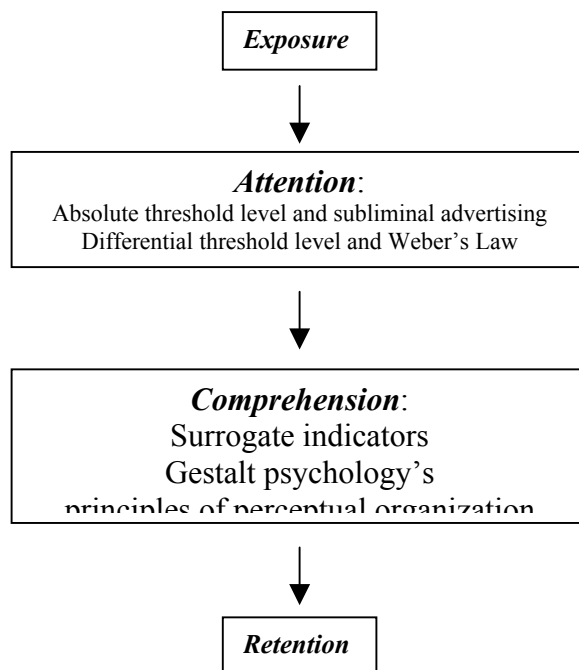 Exposure
Attention:
Absolute threshold level and subliminal advertising
Differential threshold level and Weber’s Law
Comprehension:
Surrogate indicators
Gestalt psychology’s
principles of perceptual organization
Retention